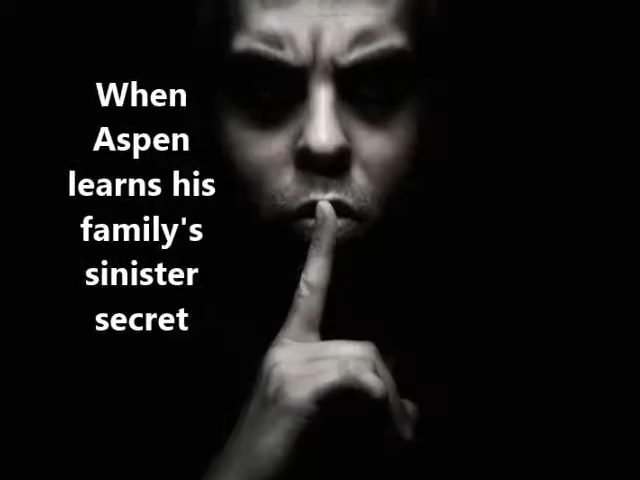 When
Aspen
learns his
family's
sinister
secret